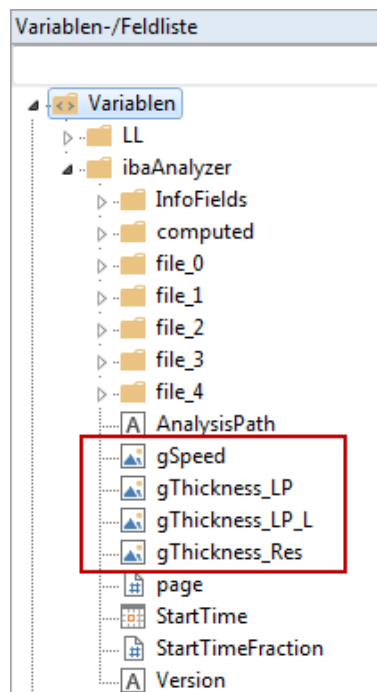 Variablen-/Feldliste
Variablen
LL
ibaAnalyzer
InfoFields
computed
file_0
file_1
file_2
file_3
file_4
A AnalysisPath
gSpeed
gThickness_LP
gThickness_LP_L
gThickness_Res
# page
StartTime
# StartTimeFraction
A Version